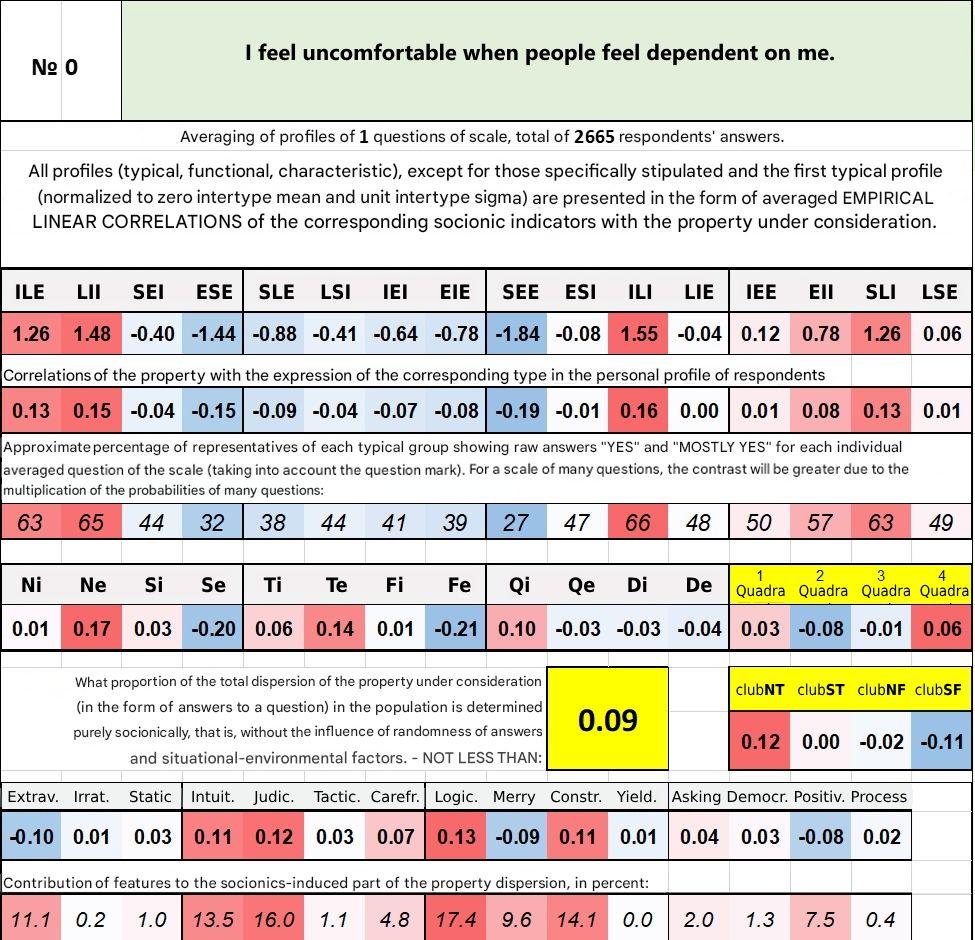 № 0
I feel uncomfortable when people feel dependent on me.
Averaging of profiles of 1 questions of scale, total of 2665 respondents' answers.
All profiles (typical, functional, characteristic), except for those specifically stipulated and the first typical profile
(normalized to zero intertype mean and unit intertype sigma) are presented in the form of averaged EMPIRICAL
LINEAR CORRELATIONS of the corresponding socionic indicators with the property under consideration.
ILE LII SEI ESE SLE LSI IEI EIE SEE ESI ILI LIE IEE EII SLI LSE
1.26 1.48 -0.40 -1.44 -0.88 -0.41 -0.64 -0.78 -1.84 -0.08 1.55 -0.04 0.12 0.78 1.26 0.06
Correlations of the property with the expression of the corresponding type in the personal profile of respondents
0.13 0.15 -0.04 -0.15 -0.09 -0.04 -0.07 -0.08 -0.19 -0.01 0.16 0.00 0.01 0.08 0.13 0.01
Approximate percentage of representatives of each typical group showing raw answers "YES" and "MOSTLY YES" for each individual
averaged question of the scale (taking into account the question mark). For a scale of many questions, the contrast will be greater due to the
multiplication of the probabilities of many questions:
63 65 44 32 38 44 41 39 27 47 66 48 50 57 63 49
Ni Ne Si Se Ti Te Fi Fe Qi Qe Di De 1 Quadra 2 Quadra 3 Quadra 4 Quadra
0.01 0.17 0.03 -0.20 0.06 0.14 0.01 -0.21 0.10 -0.03 -0.03 -0.04 0.03 -0.08 -0.01 0.06
What proportion of the total dispersion of the property under consideration
(in the form of answers to a question) in the population is determined
purely socionically, that is, without the influence of randomness of answers
and situational-environmental factors. - NOT LESS THAN:
0.09
clubNT clubST clubNF clubSF
0.12 0.00 -0.02 -0.11
Extrav. Irrat. Static Intuit. Judic. Tactic. Carefr. Logic. Merry Constr. Yield. Asking Democr. Positiv. Process
-0.10 0.01 0.03 0.11 0.12 0.03 0.07 0.13 -0.09 0.11 0.01 0.04 0.03 -0.08 0.02
Contribution of features to the socionics-induced part of the property dispersion, in percent:
11.1 0.2 1.0 13.5 16.0 1.1 4.8 17.4 9.6 14.1 0.0 2.0 1.3 7.5 0.4